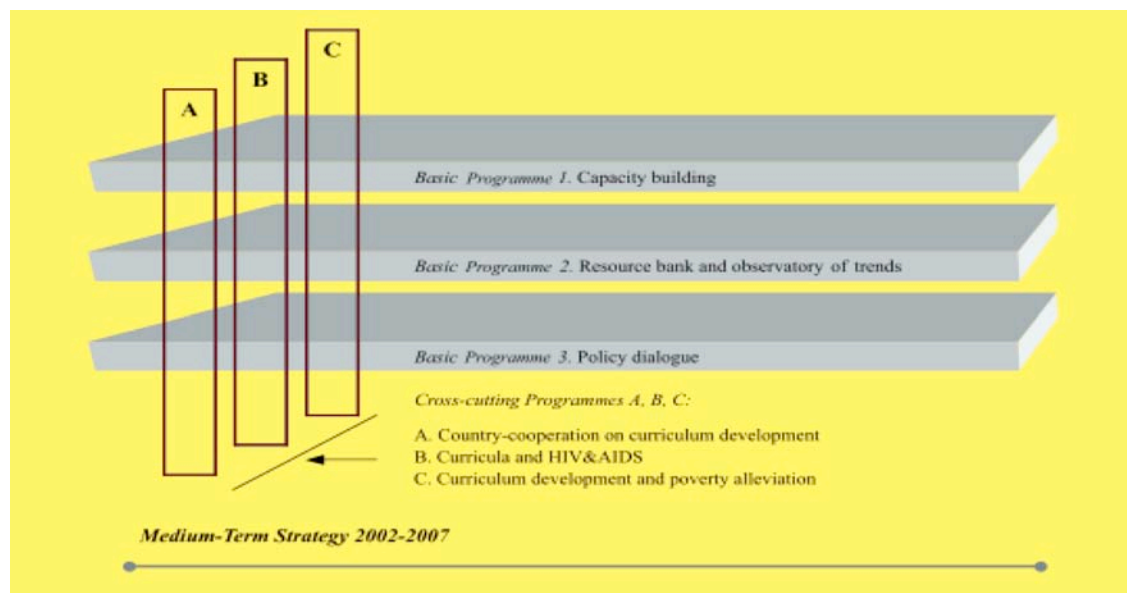 C
B
A
Basic Programme 1. Capacity building
Basic Programme 2. Resource bank and observatory of trends
Basic Programme 3. Policy dialogue
Cross-cutting Programmes A, B, C:
A. Country-cooperation on curriculum development
B. Curricula and HIV&AIDS
C. Curriculum development and poverty alleviation
Medium-Term Strategy 2002-2007